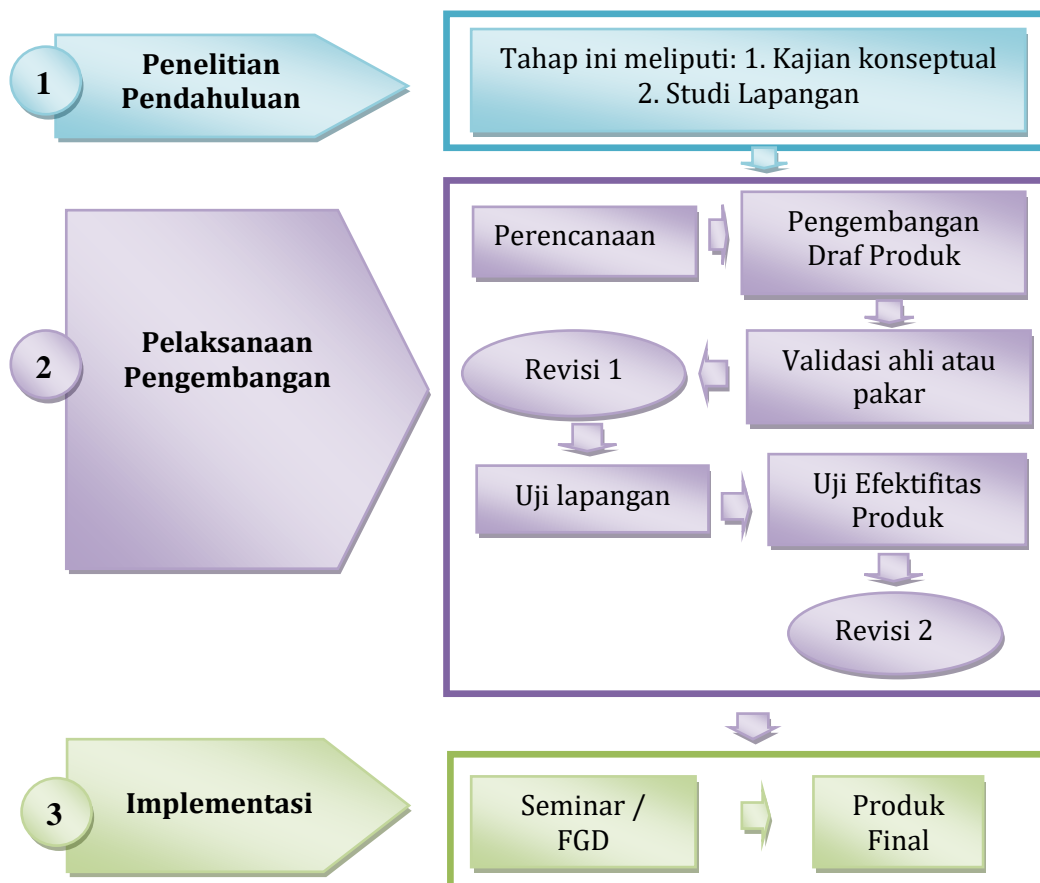 1
Penelitian
Pendahuluan
Tahap ini meliputi: 1. Kajian konseptual
2. Studi Lapangan
2
Pelaksanaan
Pengembangan
Perencanaan
Pengembangan
Draf Produk
Validasi ahli atau
pakar
Revisi 1
Uji lapangan
Uji Efektifitas
Produk
Revisi 2
3
Implementasi
Seminar /
FGD
Produk
Final